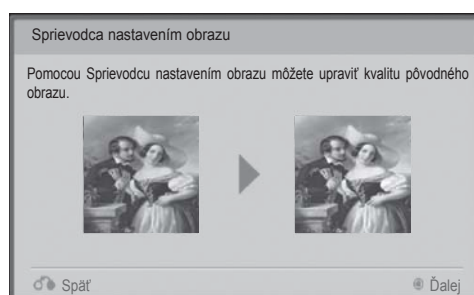 Sprievodca nastavením obrazu
Pomocou Sprievodcu nastavením obrazu môžete upraviť kvalitu pôvodného
obrazu.
Späť
Ďalej